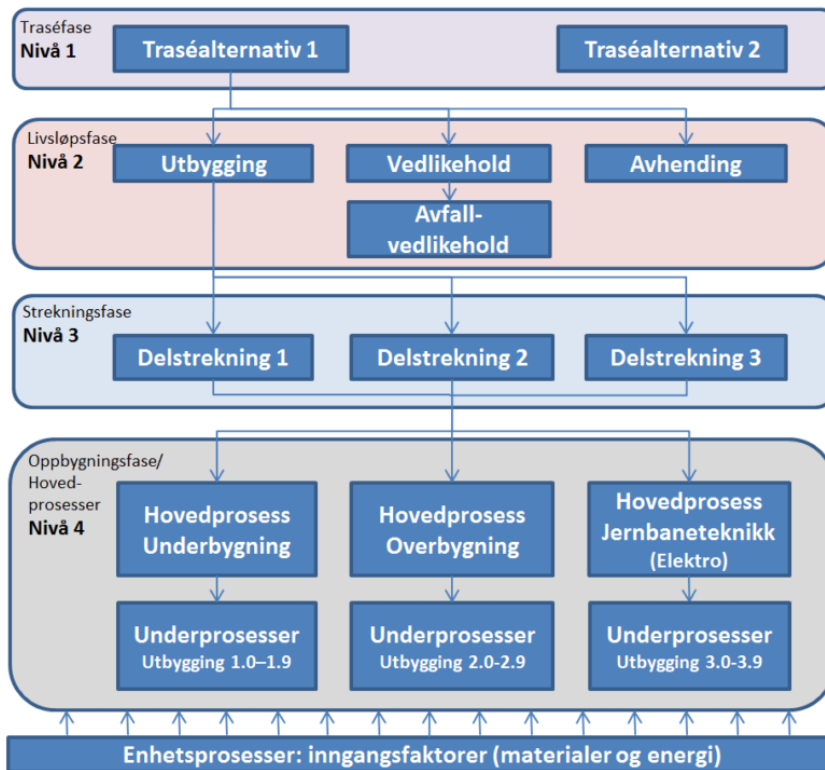 Traséfase
Nivå 1
Traséalternativ 1
Traséalternativ 2
Livsløpsfase
Nivå 2
Utbygging
Vedlikehold
Avhending
Avfall-
vedlikehold
Strekningsfase
Nivå 3
Delstrekning 1
Delstrekning 2
Delstrekning 3
Oppbygningsfase/
Hoved-
prosesser
Nivå 4
Hovedprosess
Underbygning
Hovedprosess
Overbygning
Hovedprosess
Jernbaneteknikk
(Elektro)
Underprosesser
Utbygging 1.0–1.9
Underprosesser
Utbygging 2.0-2.9
Underprosesser
Utbygging 3.0-3.9
Enhetsprosesser: inngangsfaktorer (materialer og energi)